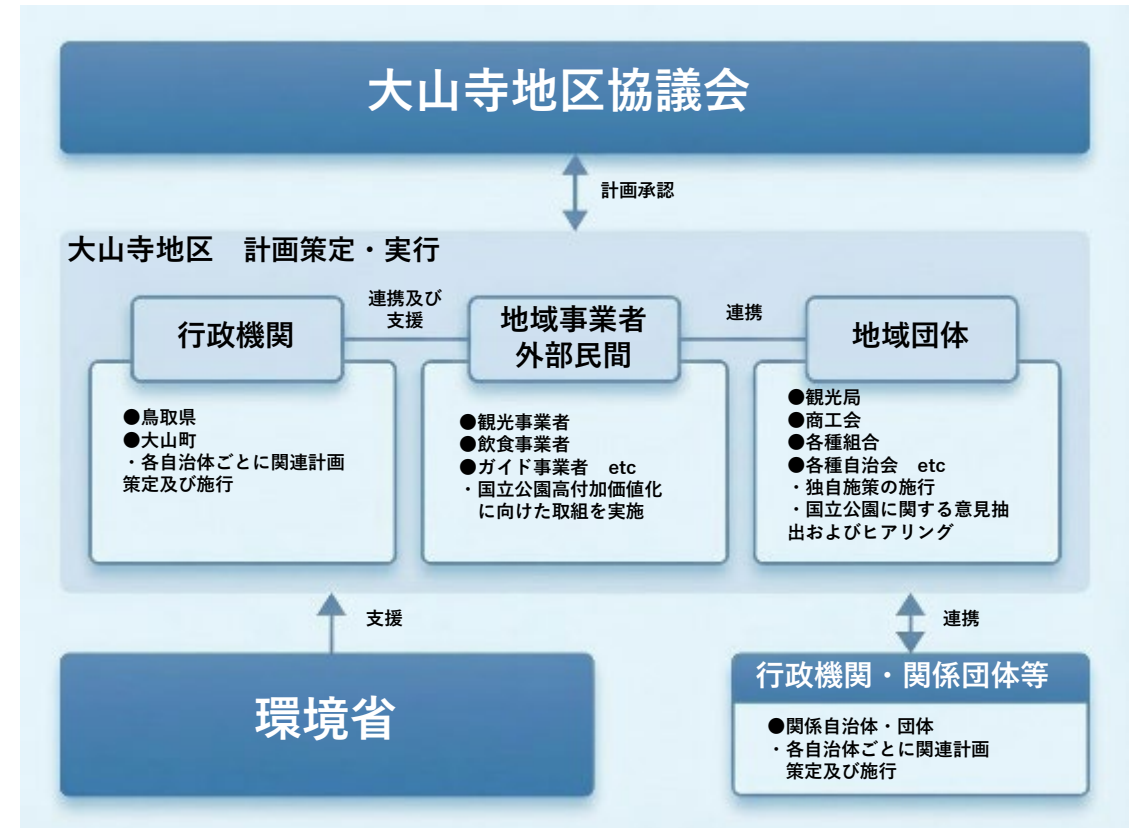 大山寺地区協議会
計画承認
大山寺地区　計画策定・実行
行政機関
連携及び
支援
地域事業者
外部民間
連携
地域団体
●鳥取県
●大山町
・各自治体ごとに関連計画
策定及び施行
●観光事業者
●飲食事業者
●ガイド事業者　etc
・国立公園高付加価値化
に向けた取組を実施
●観光局
●商工会
●各種組合
●各種自治会　etc
・独自施策の施行
・国立公園に関する意見抽
出およびヒアリング
支援
連携
環境省
行政機関・関係団体等
●関係自治体・団体
・各自治体ごとに関連計画
策定及び施行